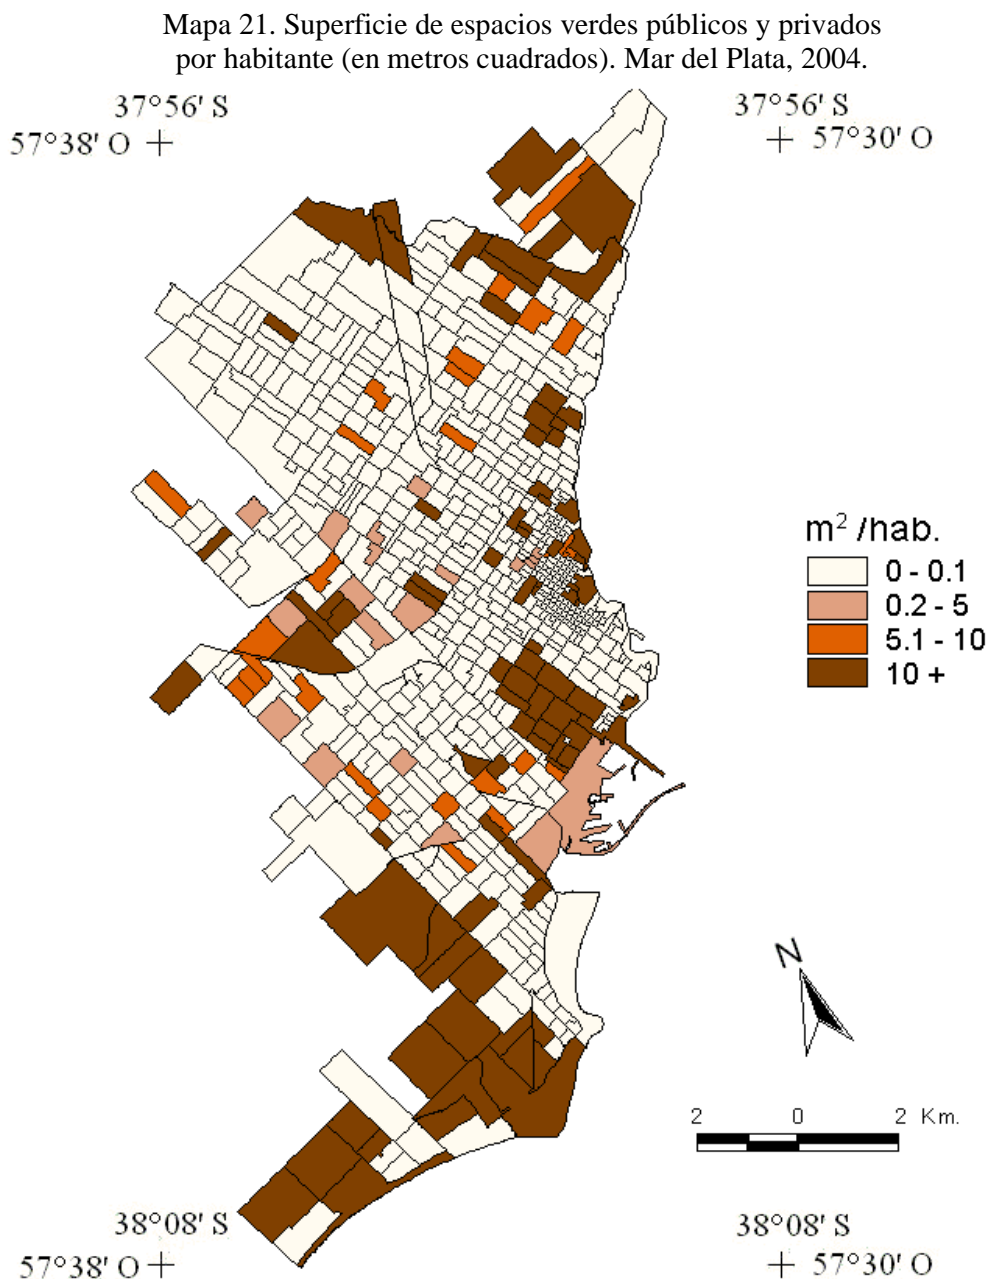 Mapa 21. Superficie de espacios verdes públicos y privados
por habitante (en metros cuadrados). Mar del Plata, 2004.
37°56' S
57°38' O
37°56' S
57°30' O
m² /hab.
0 - 0.1
0.2 - 5
5.1 - 10
10 +
N
2 0 2 Km.
38°08' S
57°38' O
38°08' S
57°30' O